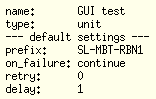 name:       GUI test
type:       unit
--- default settings ---
prefix:     SL-MBT-RBN1
on_failure: continue
retry:      0
delay:      1